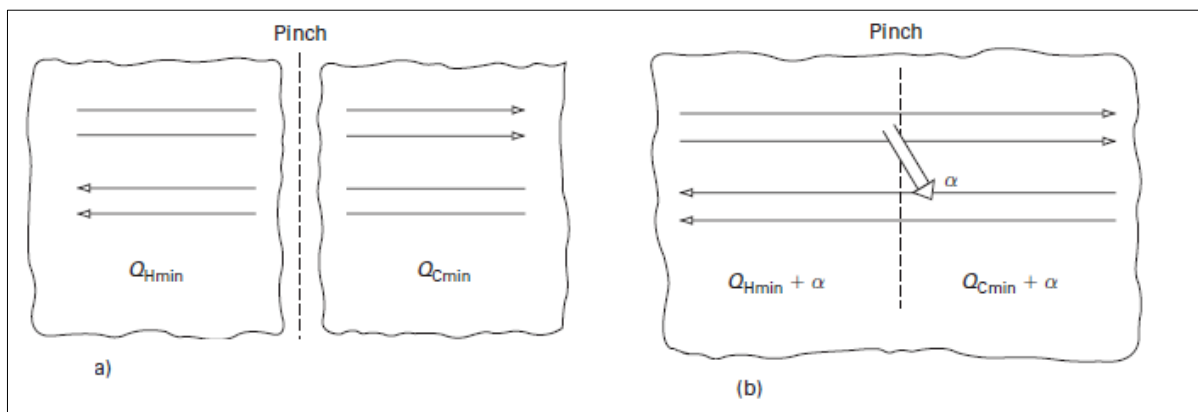 Pinch
Q_Hmin
Q_Cmin
a)
Pinch
α
Q_Hmin + α
Q_Cmin + α
(b)